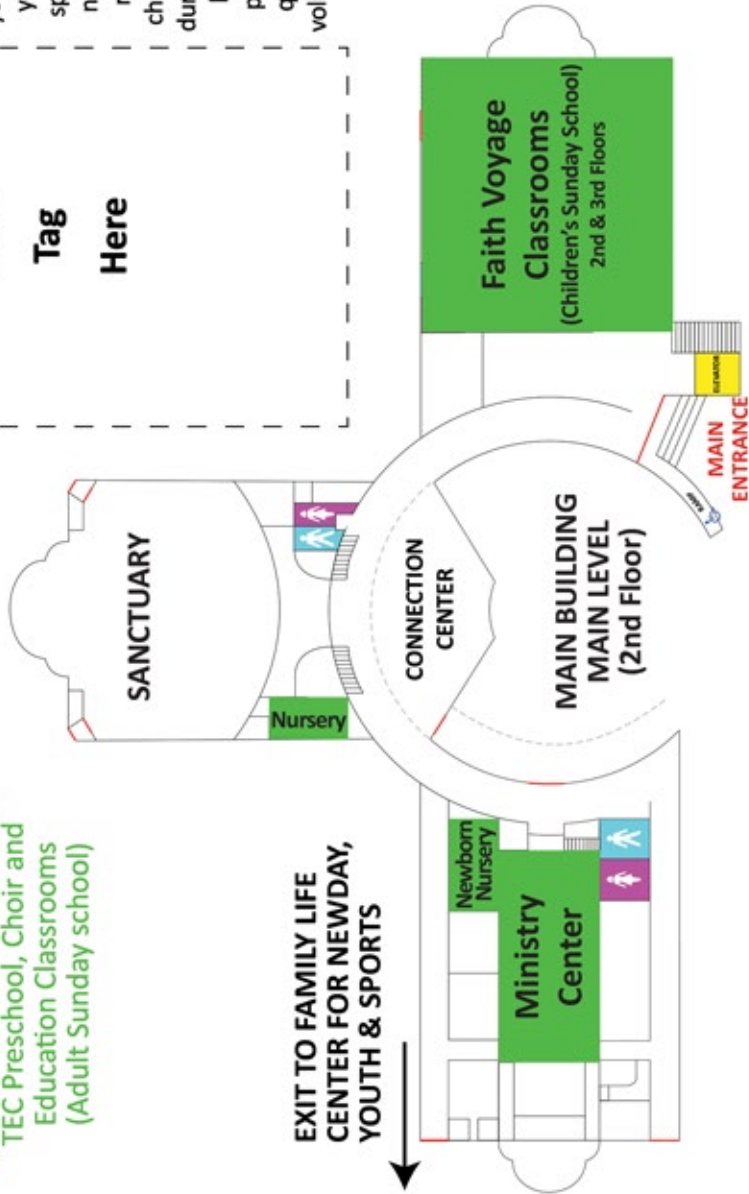 TEC Preschool, Choir and
Education Classrooms
(Adult Sunday school)
Tag
Here
SANCTUARY
Nursery
EXIT TO FAMILY LIFE
CENTER FOR NEWDAY,
YOUTH & SPORTS
CONNECTION
CENTER
Newborn
Nursery
Ministry
Center
MAIN BUILDING
MAIN LEVEL
(2nd Floor)
Faith Voyage
Classrooms
(Children's Sunday School)
2nd & 3rd Floors
ELEVATOR
RAMP
MAIN
ENTRANCE